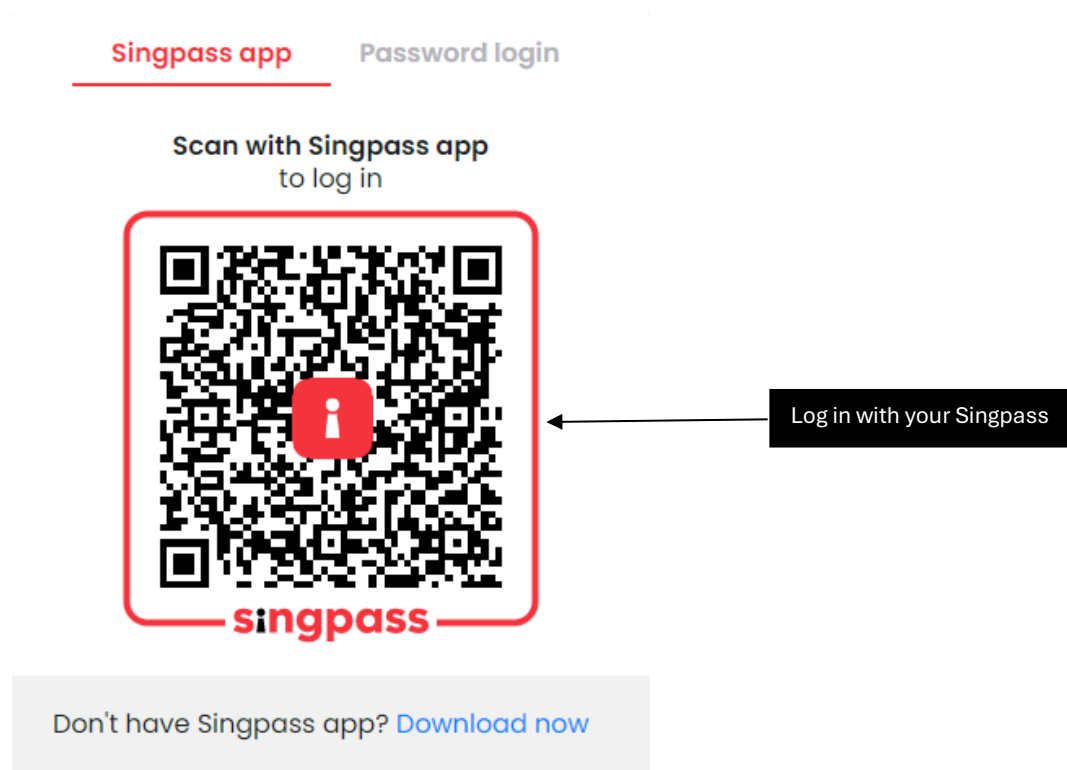 Singpass app
Password login
Scan with Singpass app
to log in
singpass
Log in with your Singpass
Don't have Singpass app? Download now